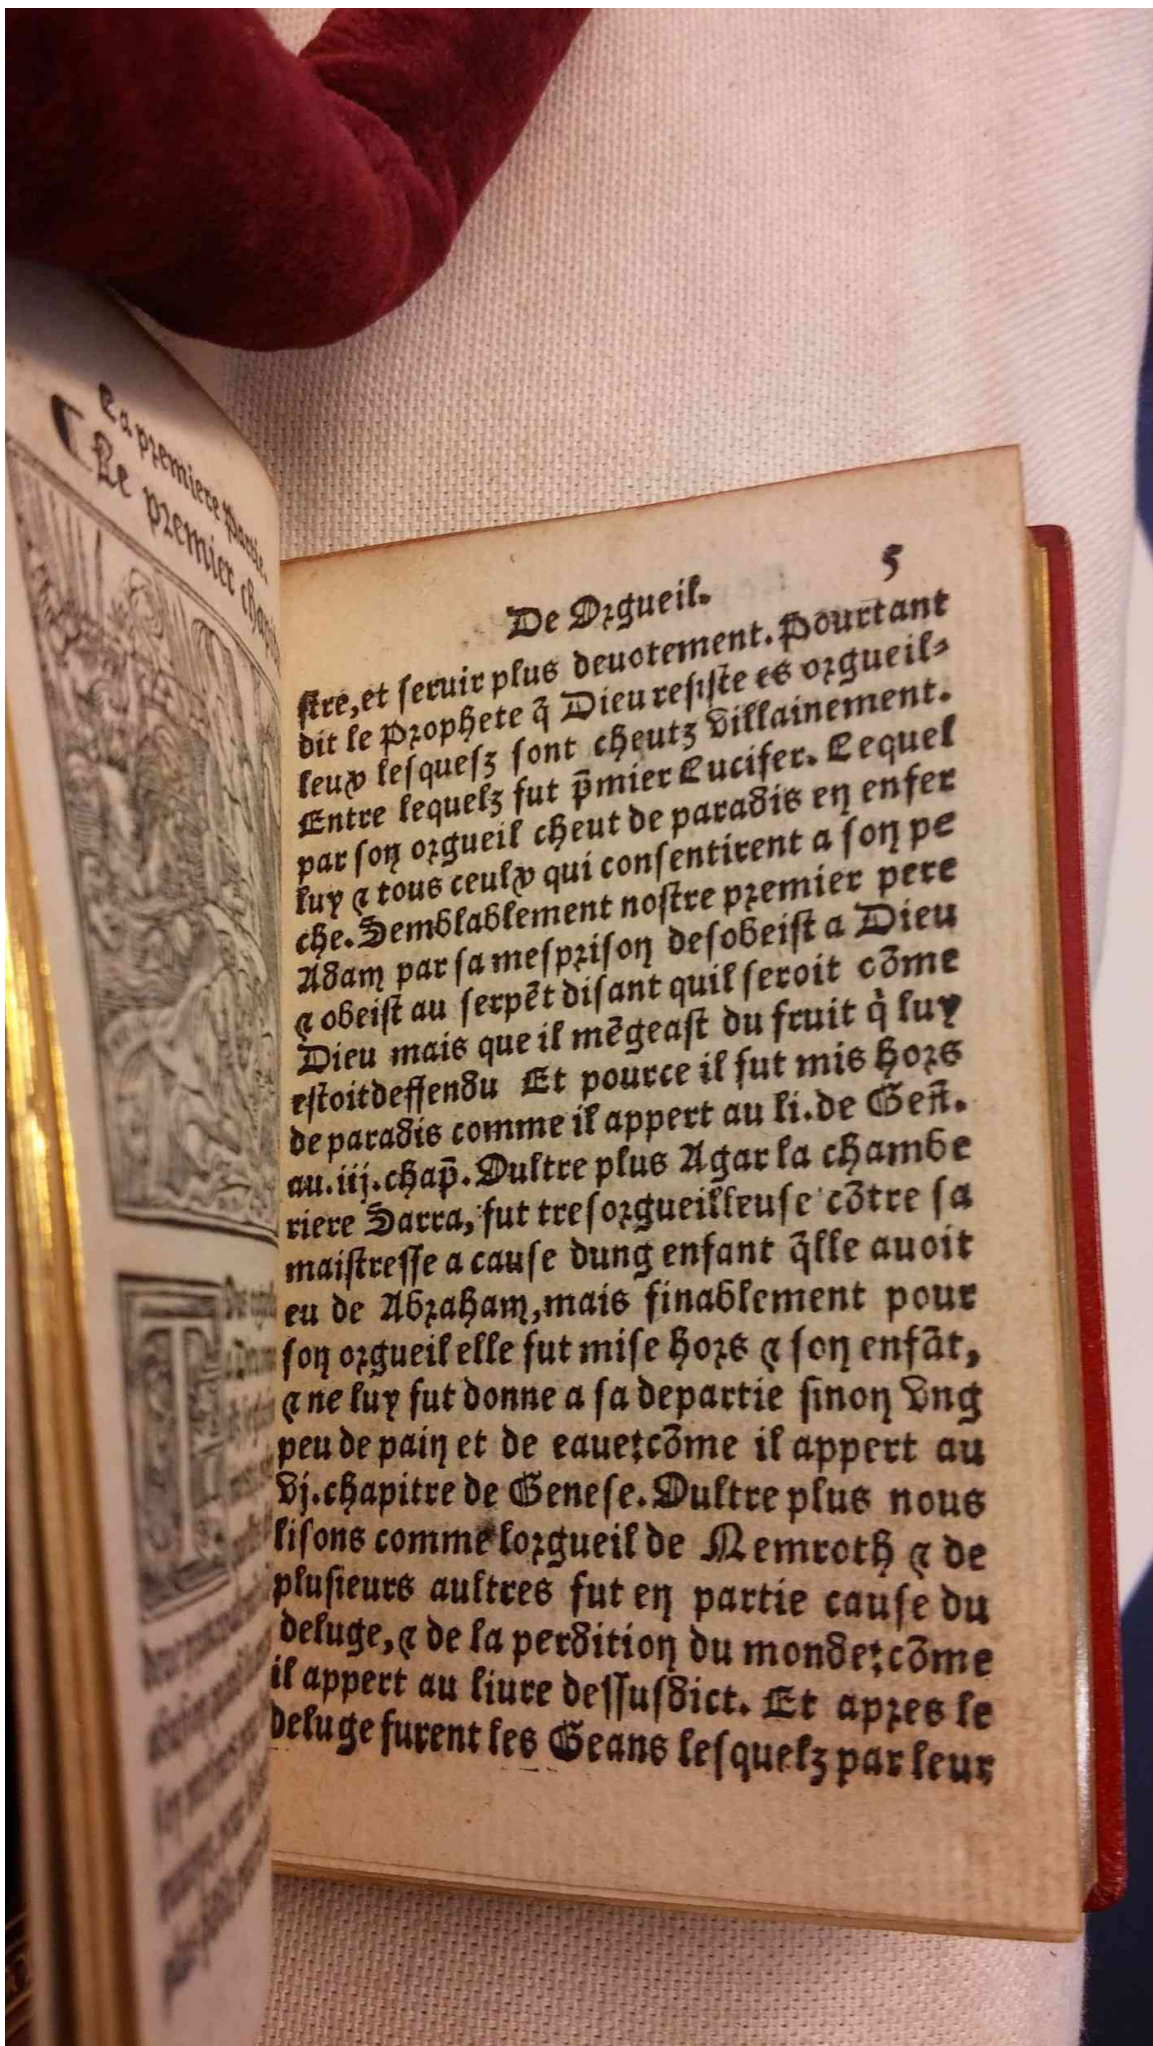 La premiere partie.
Le premier chapi
De Orgueil. 5
stre, et seruir plus deuotement. Pourtant
dit le Prophete q̃ Dieu resiste es orgueil⸗
leux lesquelz sont cheutz villainement.
Entre lequelz fut p̃mier Lucifer. Lequel
par son orgueil cheut de paradis en enfer
luy ⁊ tous ceulx qui consentirent a son pe
che. Semblablement nostre premier pere
Adam par sa mesprison desobeist a Dieu
⁊ obeist au serpẽt disant quil seroit cõme
Dieu mais que il mẽgeast du fruit q̇ luy
estoit deffendu Et pource il fut mis hors
de paradis comme il appert au li. de Geñ.
au. iij. chap̃. Oultre plus Agar la chambe
riere Sarra, fut tresorgueilleuse cõtre sa
maistresse a cause dung enfant q̃lle auoit
eu de Abraham, mais finablement pour
son orgueil elle fut mise hors ⁊ son enfãt,
⁊ ne luy fut donne a sa departie sinon vng
peu de pain et de eaue: cõme il appert au
vj. chapitre de Genese. Oultre plus nous
lisons comme lorgueil de Nemroth ⁊ de
plusieurs aultres fut en partie cause du
deluge, ⁊ de la perdition du monde: cõme
il appert au liure dessusdict. Et apres le
deluge furent les Geans lesquelz par leur